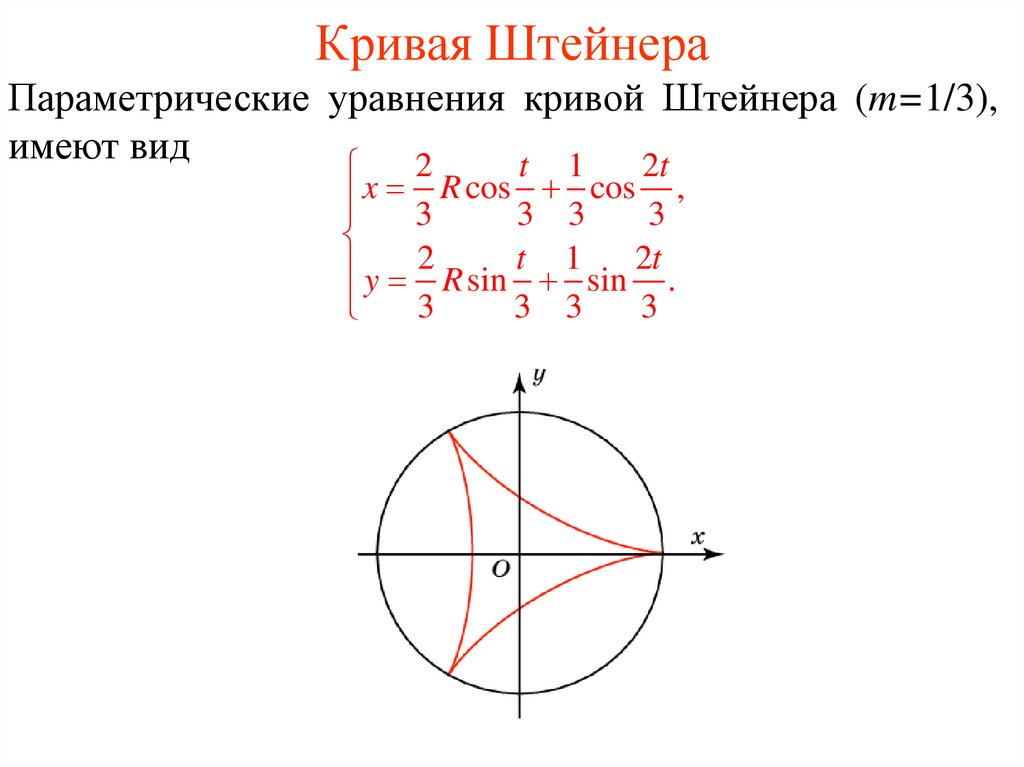 Кривая Штейнера
Параметрические уравнения кривой Штейнера (m=1/3),
имеют вид
x = 2/3 R cos t/3 + 1/3 cos 2t/3 ,
y = 2/3 R sin t/3 + 1/3 sin 2t/3 .
y
x
O